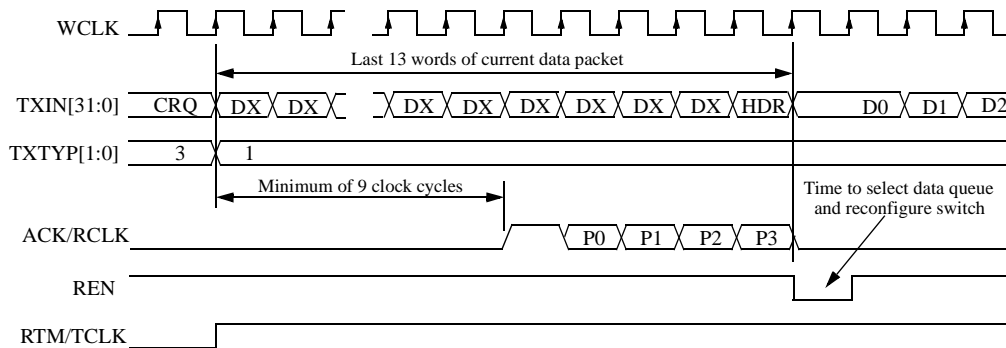 WCLK
Last 13 words of current data packet
TXIN[31:0] CRQ DX DX DX DX DX DX DX DX HDR D0 D1 D2
TXTYP[1:0] 3 1
Minimum of 9 clock cycles
Time to select data queue
and reconfigure switch
ACK/RCLK P0 P1 P2 P3
REN
RTM/TCLK